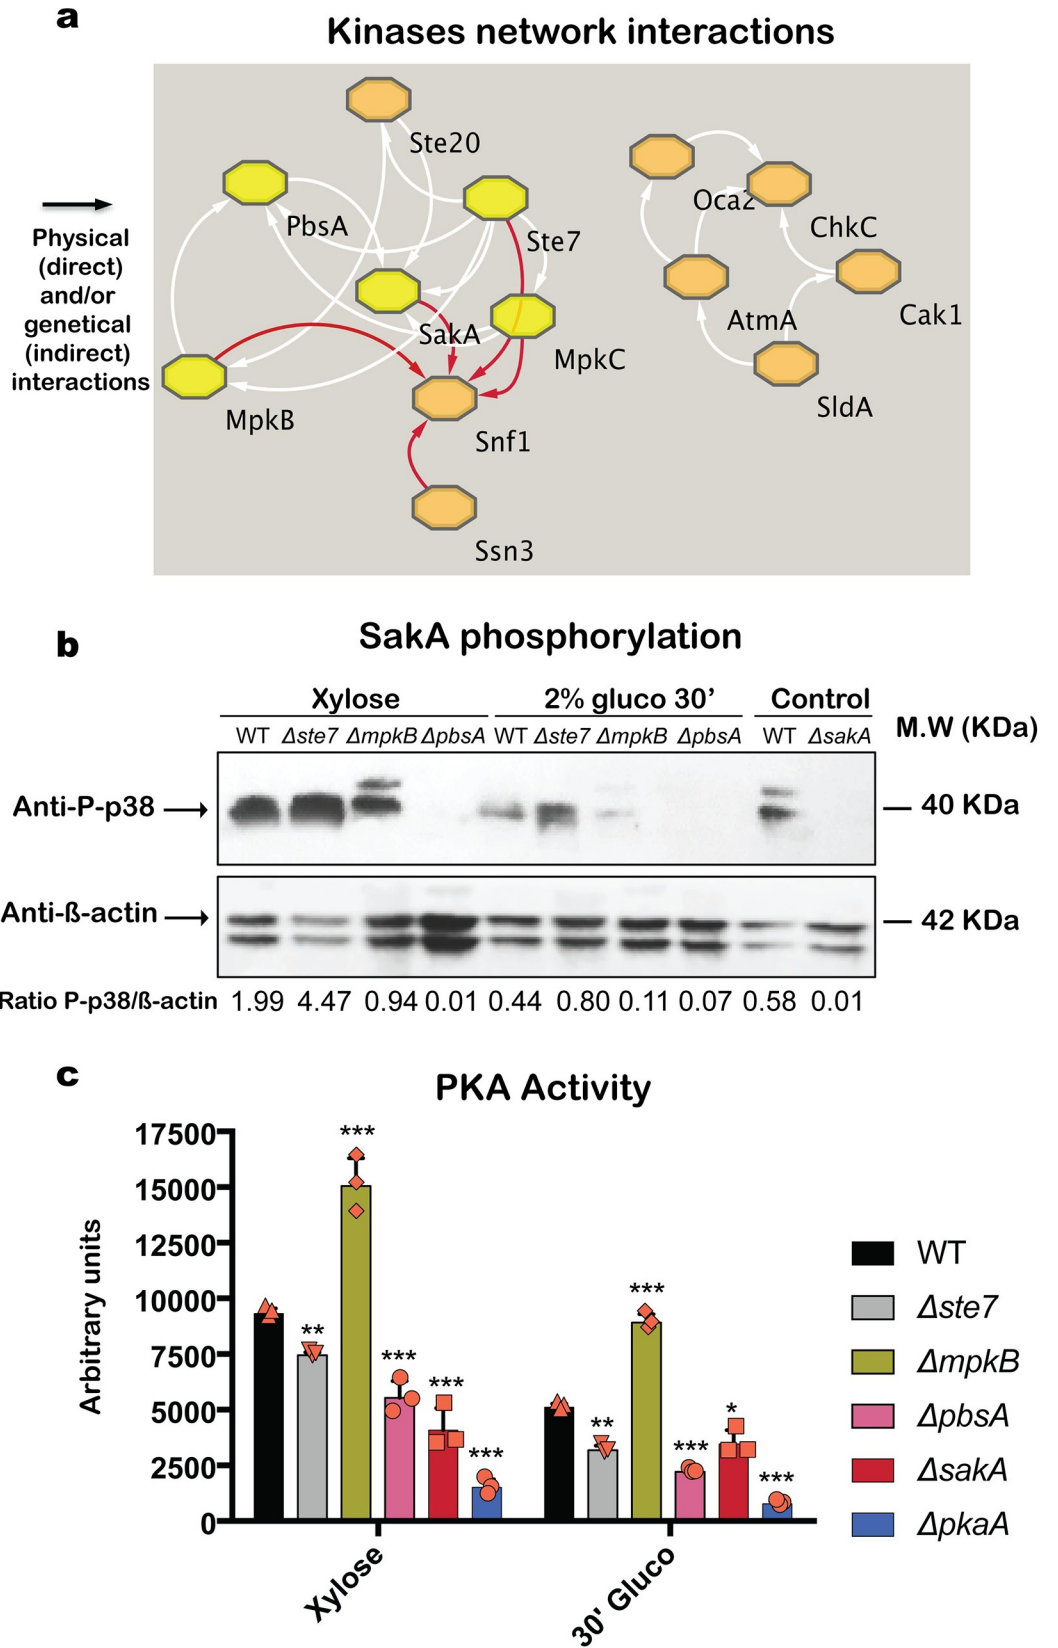 a
Kinases network interactions
Physical
(direct)
and/or
genetical
(indirect)
interactions
Ste20
PbsA
Ste7
SakA
MpkC
MpkB
Snf1
Ssn3
Oca2
ChkC
AtmA
Cak1
SldA
b
SakA phosphorylation
Xylose 2% gluco 30’ Control
WT Δste7 ΔmpkB ΔpbsA WT Δste7 ΔmpkB ΔpbsA WT ΔsakA M.W (KDa)
Anti-P-p38 40 KDa
Anti-ß-actin 42 KDa
Ratio P-p38/ß-actin 1.99 4.47 0.94 0.01 0.44 0.80 0.11 0.07 0.58 0.01
c
PKA Activity
Arbitrary units
17500
15000
12500
10000
7500
5000
2500
0
** *** *** *** ***
** *** *** * ***
Xylose
30' Gluco
WT
Δste7
ΔmpkB
ΔpbsA
ΔsakA
ΔpkaA